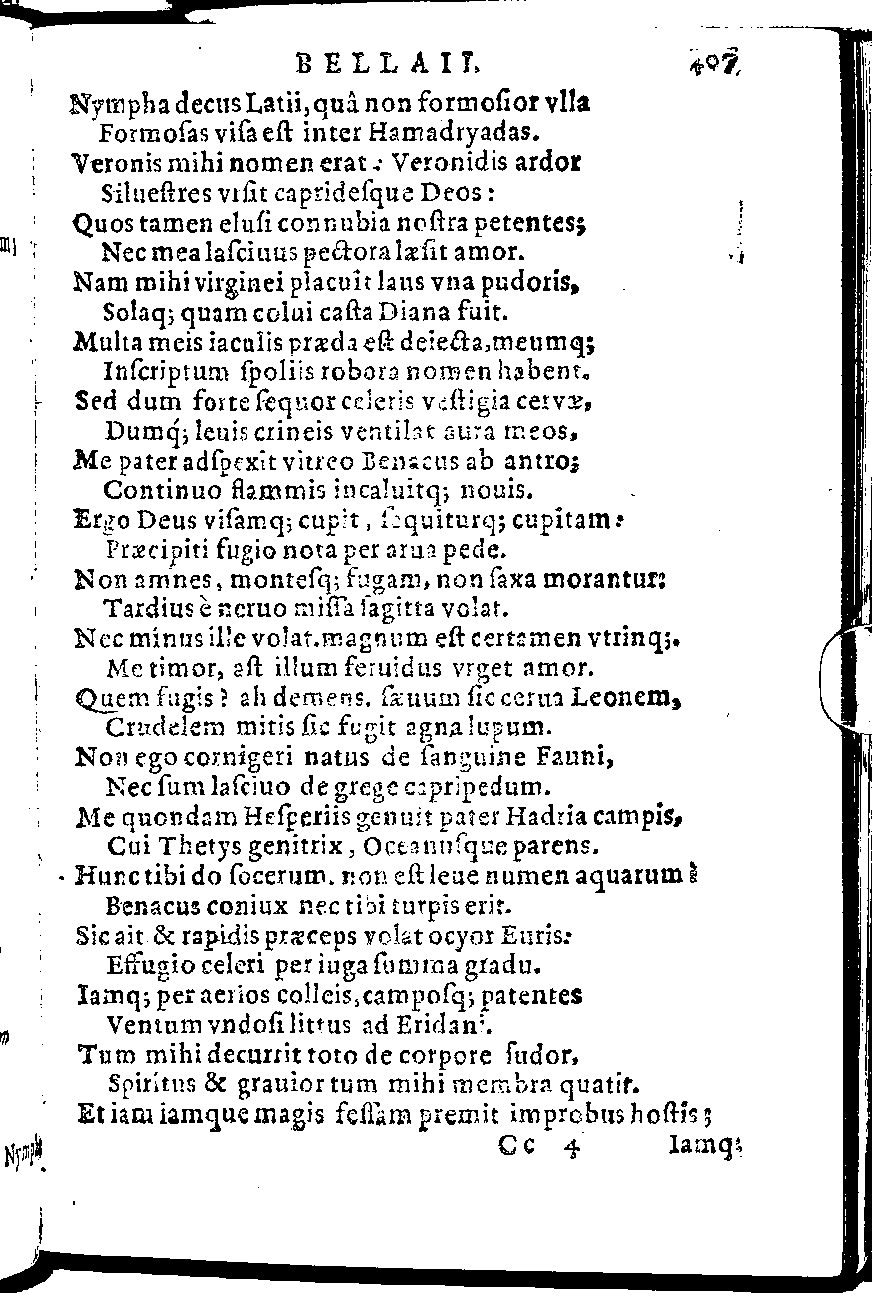 BELLAII. 407.
Nympha decus Latii, quâ non formoſior vlla
Formoſas viſa eſt inter Hamadryadas.
Veronis mihi nomen erat: Veronidis ardor
Silueſtres vrſit capridefque Deos:
Quos tamen eluſi connubia noſtra petentes;
Nec mea laſciuus pectora læſit amor.
Nam mihi virginei placuit laus vna pudoris,
Solaq; quam colui caſta Diana fuit.
Multa meis iaculis præda eſt deiecta, meumq;
Inſcriptum ſpoliis robora nomen habent.
Sed dum forte ſequor celeris veſtigia ceruæ,
Dumq́; leuis crineis ventilat aura meos,
Me pater adſpexit vitreo Benacus ab antro;
Continuo flammis incaluitq; nouis.
Ergo Deus viſamq; cupit, ſequiturq; cupitam:
Præcipiti fugio nota per arua pede.
Non amnes, monteſq; fugam, non ſaxa morantur:
Tardius è neruo miſſa ſagitta volat.
Nec minus ille volat. magnum eſt certamen vtrinq;.
Me timor, aſt illum feruidus vrget amor.
Quem fugis? ah demens. ſæuum ſic cerua Leonem,
Crudelem mitis ſic fugit agna lupum.
Non ego cornigeri natus de ſanguine Fauni,
Nec ſum laſciuo de grege capripedum.
Me quondam Heſperiis genuit pater Hadria campis,
Cui Thetys genitrix, Oceanuſque parens.
Hunc tibi do ſocerum. non eſt leue numen aquarum:
Benacus coniux nec tibi turpis erit.
Sic ait & rapidis præceps volat ocyor Euris:
Effugio celeri per iuga ſumma gradu.
Iamq; per aerios colleis, campoſq; patentes
Ventum vndoſi littus ad Eridani.
Tum mihi decurrit toto de corpore ſudor,
Spiritus & grauior tum mihi membra quatit.
Et iam iamque magis feſſam premit improbus hoſtis;
Cc 4 Iamq;